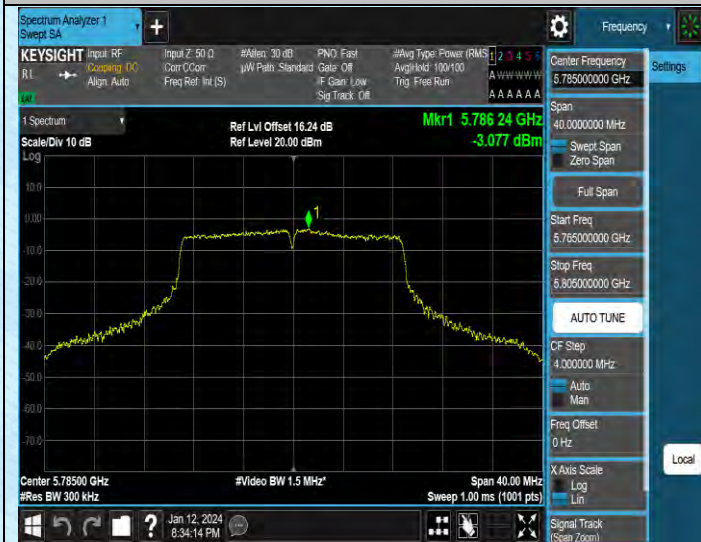 Spectrum Analyzer 1
Swept SA
Frequency
KEYSIGHT
RL
Input: RF
Coupling: DC
Align: Auto
Input Z: 50 Ω
Corr CCorr
Freq Ref: Int (S)
#Atten: 30 dB
µW Path: Standard
PNO: Fast
Gate: Off
IF Gain: Low
Sig Track: Off
#Avg Type: Power (RMS
Avg|Hold: 100/100
Trig: Free Run
1 2 3 4 5 6
A W W W W W
A A A A A A
Center Frequency
5.785000000 GHz
Settings
Span
40.0000000 MHz
Swept Span
Zero Span
Full Span
Start Freq
5.765000000 GHz
Stop Freq
5.805000000 GHz
AUTO TUNE
CF Step
4.000000 MHz
Auto
Man
Freq Offset
0 Hz
X Axis Scale
Log
Lin
Signal Track
(Span Zoom)
Local
1 Spectrum
Scale/Div 10 dB
Log
Ref Lvl Offset 16.24 dB
Ref Level 20.00 dBm
Mkr1 5.786 24 GHz
-3.077 dBm
1
10.0
0.00
-10.0
-20.0
-30.0
-40.0
-50.0
-60.0
-70.0
Center 5.78500 GHz
#Res BW 300 kHz
#Video BW 1.5 MHz*
Span 40.00 MHz
Sweep 1.00 ms (1001 pts)
?
Jan 12, 2024
8:34:14 PM